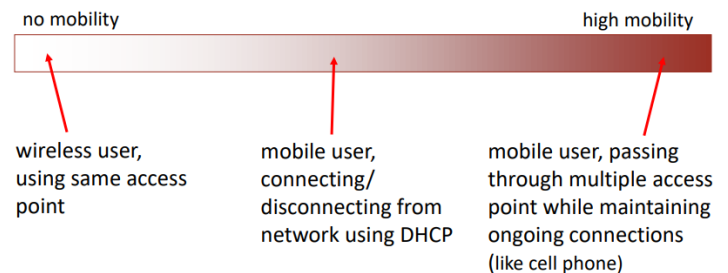 no mobility
high mobility
wireless user,
using same access
point
mobile user,
connecting/
disconnecting from
network using DHCP
mobile user, passing
through multiple access
point while maintaining
ongoing connections
(like cell phone)